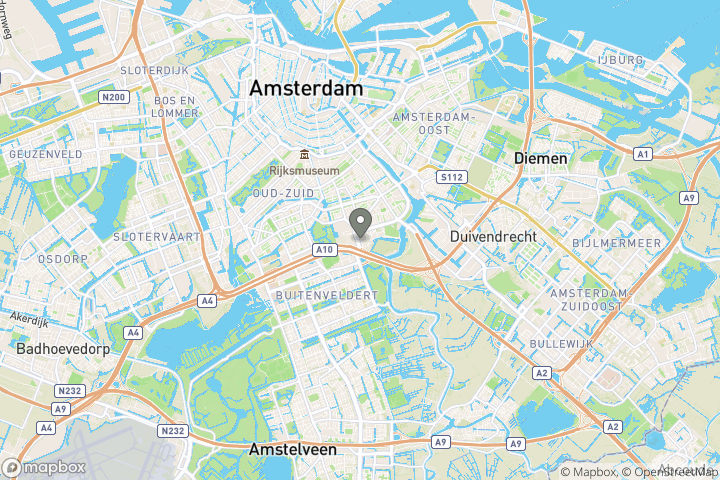 Hornweg
SLOTERDIJK
IJBURG
N200
Amsterdam
BOS EN
LOMMER
AMSTERDAM-
OOST
GEUZENVELD
Rijksmuseum
Diemen
A1
S112
OUD-ZUID
A9
SLOTERVAART
Duivendrecht
BIJLMERMEER
A10
OSDORP
BUITENVELDERT
A4
AMSTERDAM
ZUIDOOST
Akerdijk
A4
BULLEWIJK
Badhoevedorp
A2
N232
A9
A4
N232
A2
Amstelveen
A9
A9
Abcoude
mapbox
© Mapbox, © OpenStreetMap